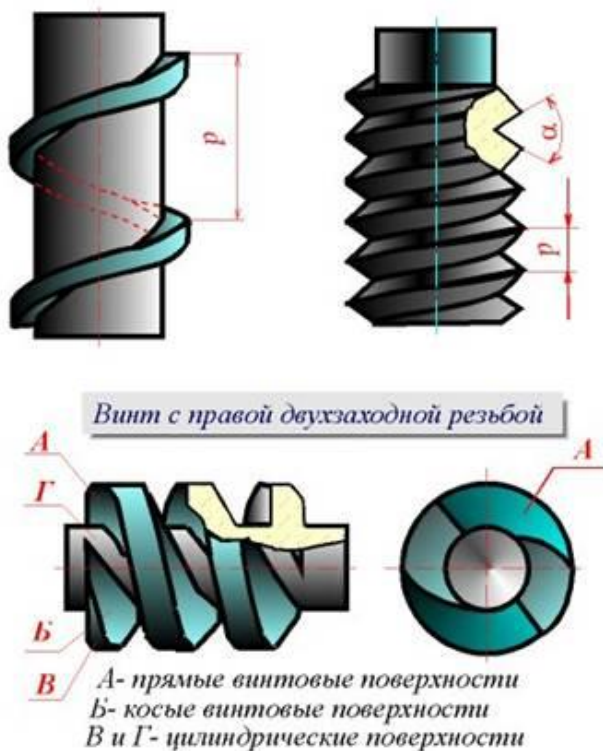 р
α
р
Винт с правой двухзаходной резьбой
А
Г
А
Б
В
А- прямые винтовые поверхности
Б- косые винтовые поверхности
В и Г- цилиндрические поверхности